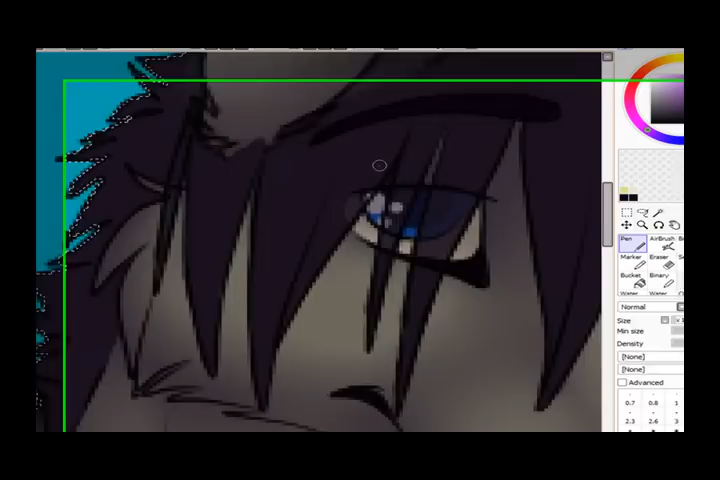 Pen AirBrush
Marker Eraser
Bucket Binary
Water Water
Normal
Size
Min size
Density
[None]
[None]
Advanced
0.7 0.8 1
2.3 2.6 3